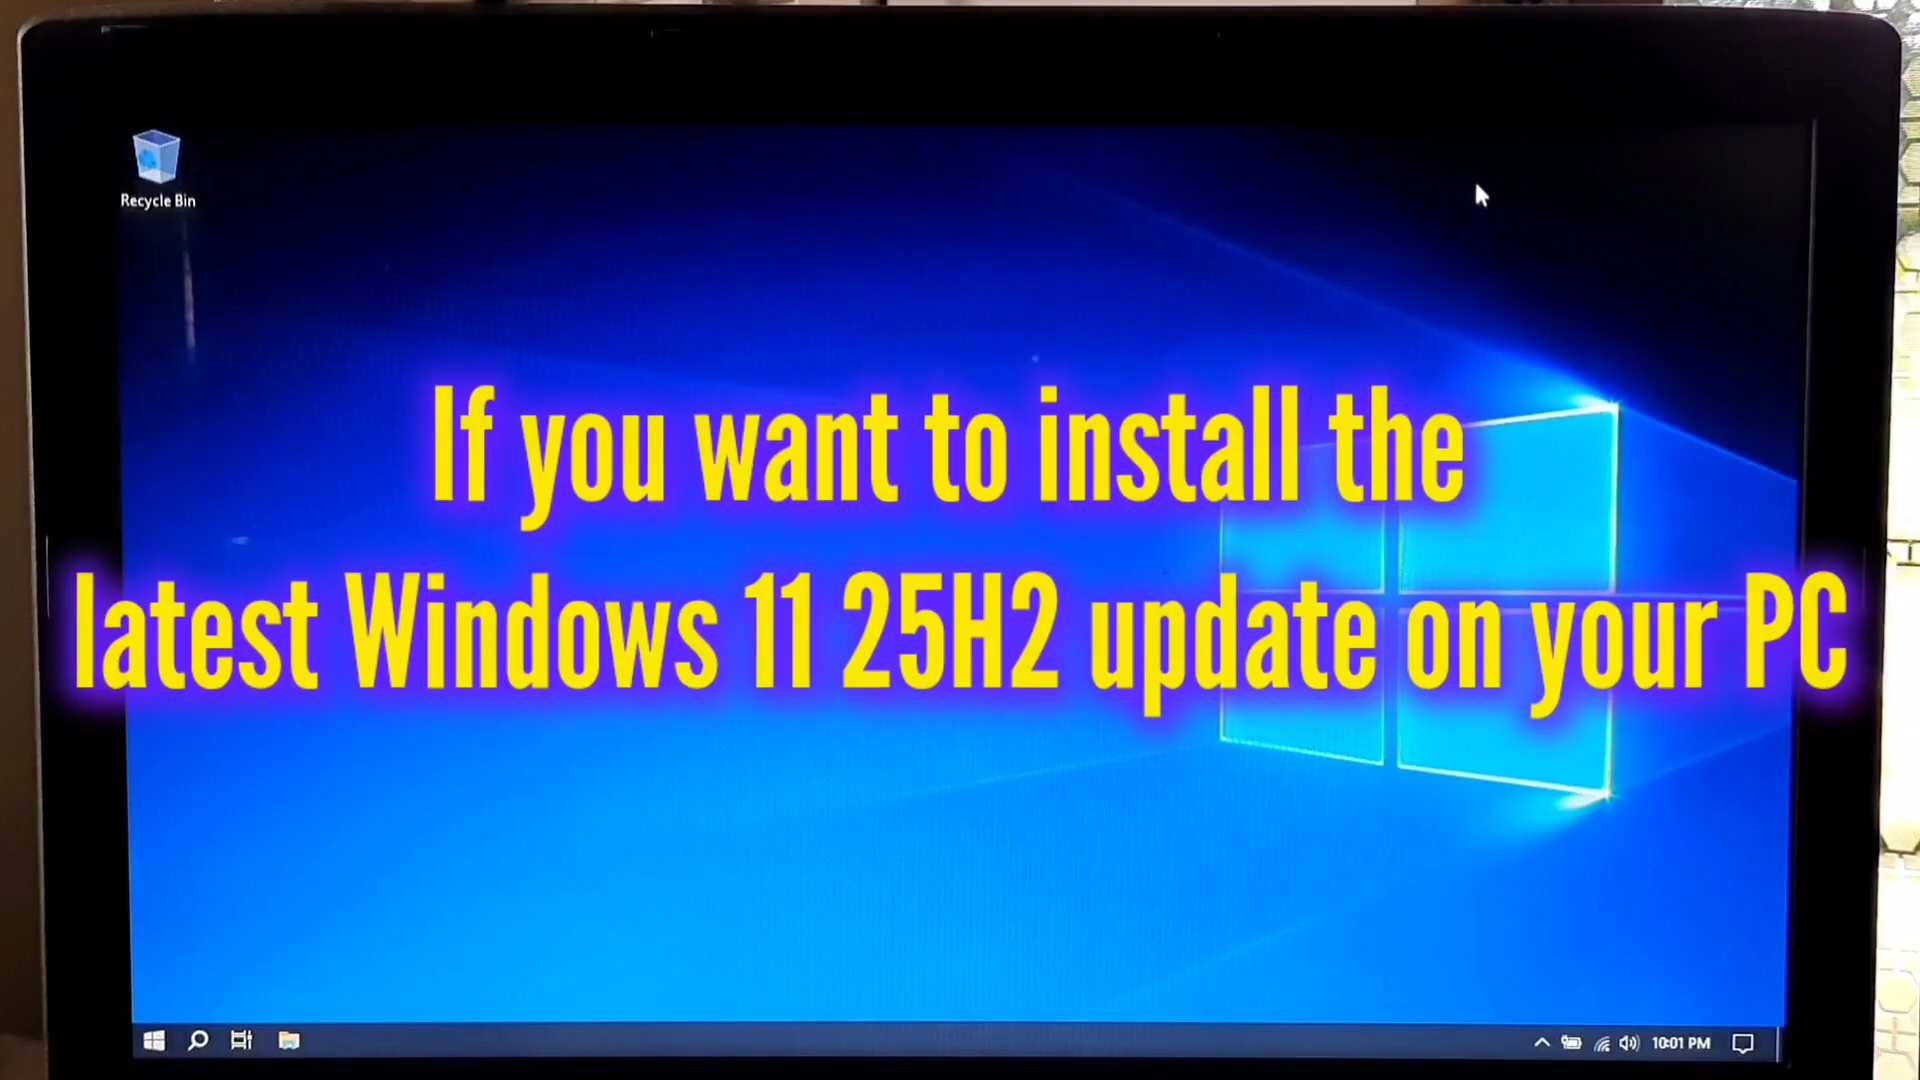 Recycle Bin
If you want to install the
latest Windows 11 25H2 update on your PC
10:01 PM